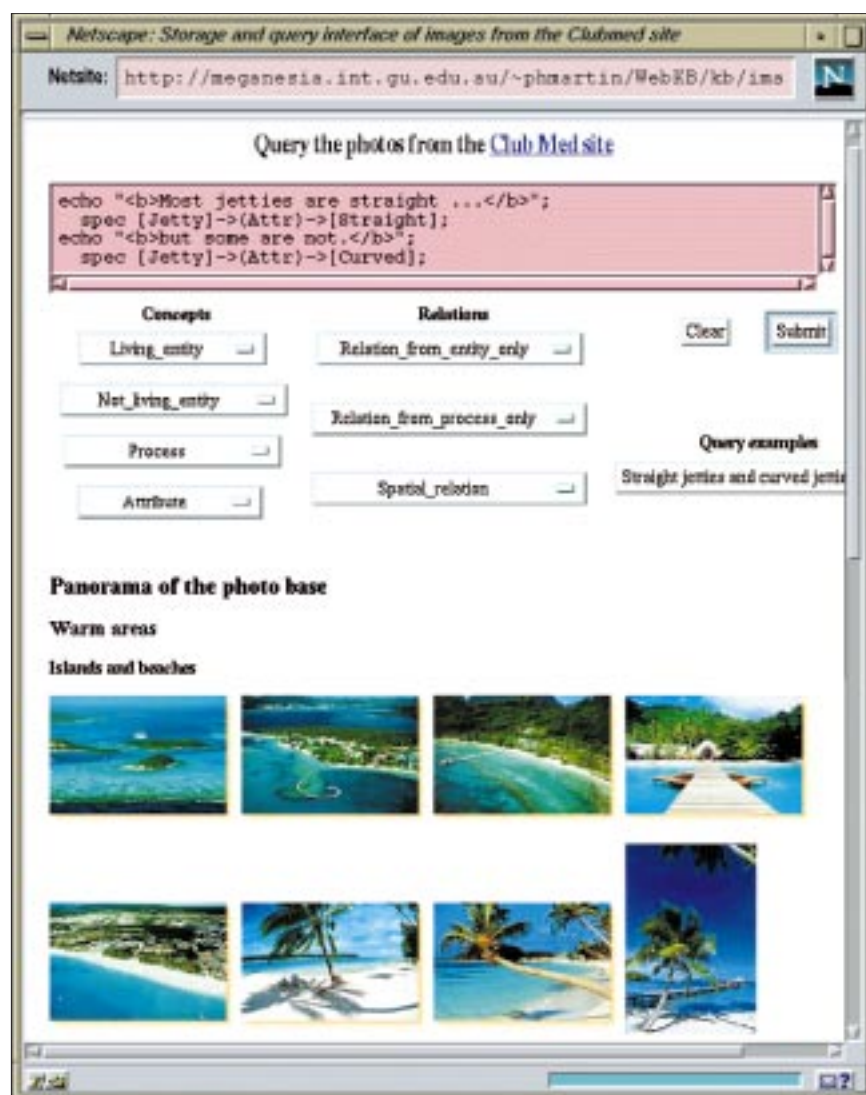 Netscape: Storage and query interface of images from the Clubmed site
Netsite: http://meganesia.int.gu.edu.au/~phmartin/WebKB/kb/ima
N
Query the photos from the Club Med site
echo "<b>Most jetties are straight ...</b>";
spec [Jetty]->(Attr)->[Straight];
echo "<b>but some are not.</b>";
spec [Jetty]->(Attr)->[Curved];
Concepts
Relations
Living_entity
Relation_from_entity_only
Clear
Submit
Not_living_entity
Relation_from_process_only
Process
Query examples
Attribute
Spatial_relation
Straight jetties and curved jettie
Panorama of the photo base
Warm areas
Islands and beaches
?